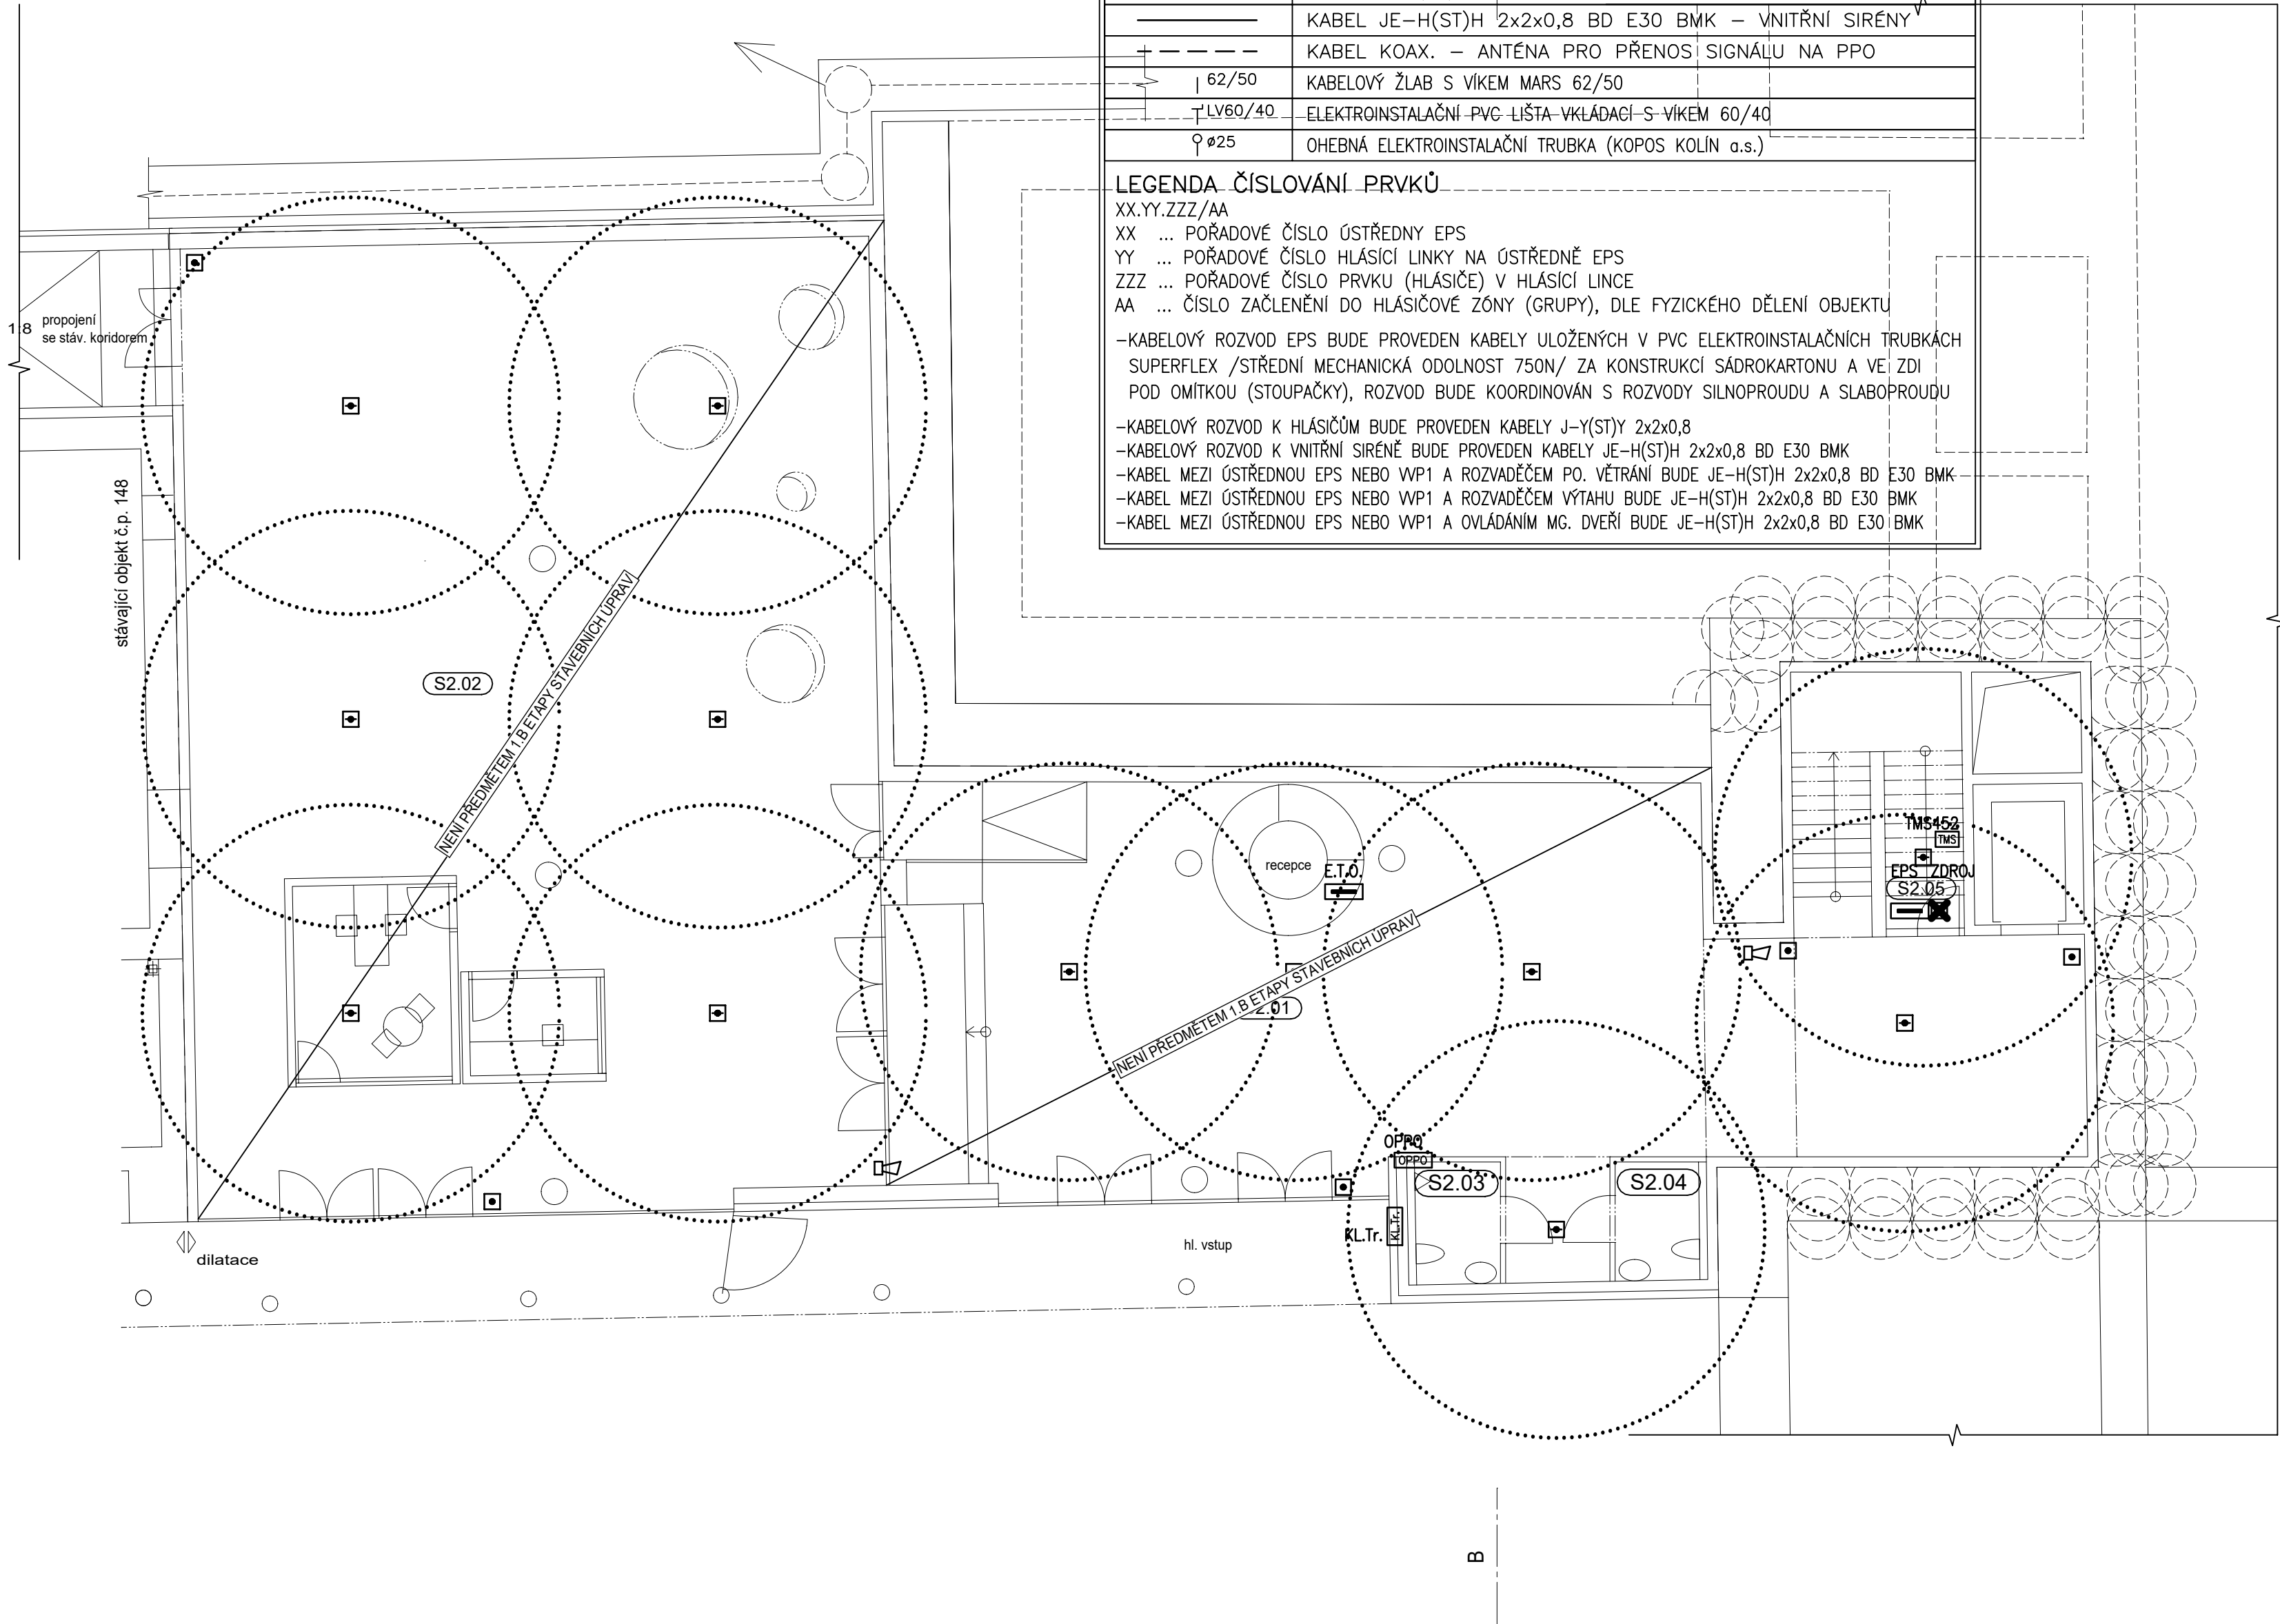 KABEL JE-H(ST)H 2x2x0,8 BD E30 BMK - VNITŘNÍ SIRÉNY
KABEL KOAX. - ANTÉNA PRO PŘENOS SIGNÁLU NA PPO
62/50 KABELOVÝ ŽLAB S VÍKEM MARS 62/50
LV60/40 ELEKTROINSTALAČNÍ PVC LIŠTA VKLÁDACÍ S VÍKEM 60/40
ø25 OHEBNÁ ELEKTROINSTALAČNÍ TRUBKA (KOPOS KOLÍN a.s.)
LEGENDA ČÍSLOVÁNÍ PRVKŮ
XX.YY.ZZZ/AA
XX ... POŘADOVÉ ČÍSLO ÚSTŘEDNY EPS
YY ... POŘADOVÉ ČÍSLO HLÁSÍCÍ LINKY NA ÚSTŘEDNĚ EPS
ZZZ ... POŘADOVÉ ČÍSLO PRVKU (HLÁSIČE) V HLÁSÍCÍ LINCE
AA ... ČÍSLO ZAČLENĚNÍ DO HLÁSIČOVÉ ZÓNY (GRUPY), DLE FYZICKÉHO DĚLENÍ OBJEKTU
-KABELOVÝ ROZVOD EPS BUDE PROVEDEN KABELY ULOŽENÝCH V PVC ELEKTROINSTALAČNÍCH TRUBKÁCH
SUPERFLEX /STŘEDNÍ MECHANICKÁ ODOLNOST 750N/ ZA KONSTRUKCÍ SÁDROKARTONU A VE ZDI
POD OMÍTKOU (STOUPAČKY), ROZVOD BUDE KOORDINOVÁN S ROZVODY SILNOPROUDU A SLABOPROUDU
-KABELOVÝ ROZVOD K HLÁSIČŮM BUDE PROVEDEN KABELY J-Y(ST)Y 2x2x0,8
-KABELOVÝ ROZVOD K VNITŘNÍ SIRÉNĚ BUDE PROVEDEN KABELY JE-H(ST)H 2x2x0,8 BD E30 BMK
-KABEL MEZI ÚSTŘEDNOU EPS NEBO VVP1 A ROZVADĚČEM PO. VĚTRÁNÍ BUDE JE-H(ST)H 2x2x0,8 BD E30 BMK
-KABEL MEZI ÚSTŘEDNOU EPS NEBO VVP1 A ROZVADĚČEM VÝTAHU BUDE JE-H(ST)H 2x2x0,8 BD E30 BMK
-KABEL MEZI ÚSTŘEDNOU EPS NEBO VVP1 A OVLÁDÁNÍM MG. DVEŘÍ BUDE JE-H(ST)H 2x2x0,8 BD E30 BMK
1:8
propojení
se stáv. koridorem
stávající objekt č.p. 148
S2.02
NENÍ PŘEDMĚTEM 1.B ETAPY STAVEBNÍCH ÚPRAV
recepce
E.T.O.
TMS452
TMS
EPS ZDROJ
S2.05
NENÍ PŘEDMĚTEM 1.B ETAPY STAVEBNÍCH ÚPRAV
2.01
OPPO
OPPO
S2.03
S2.04
KL.Tr.
KL.Tr.
hl. vstup
dilatace
B